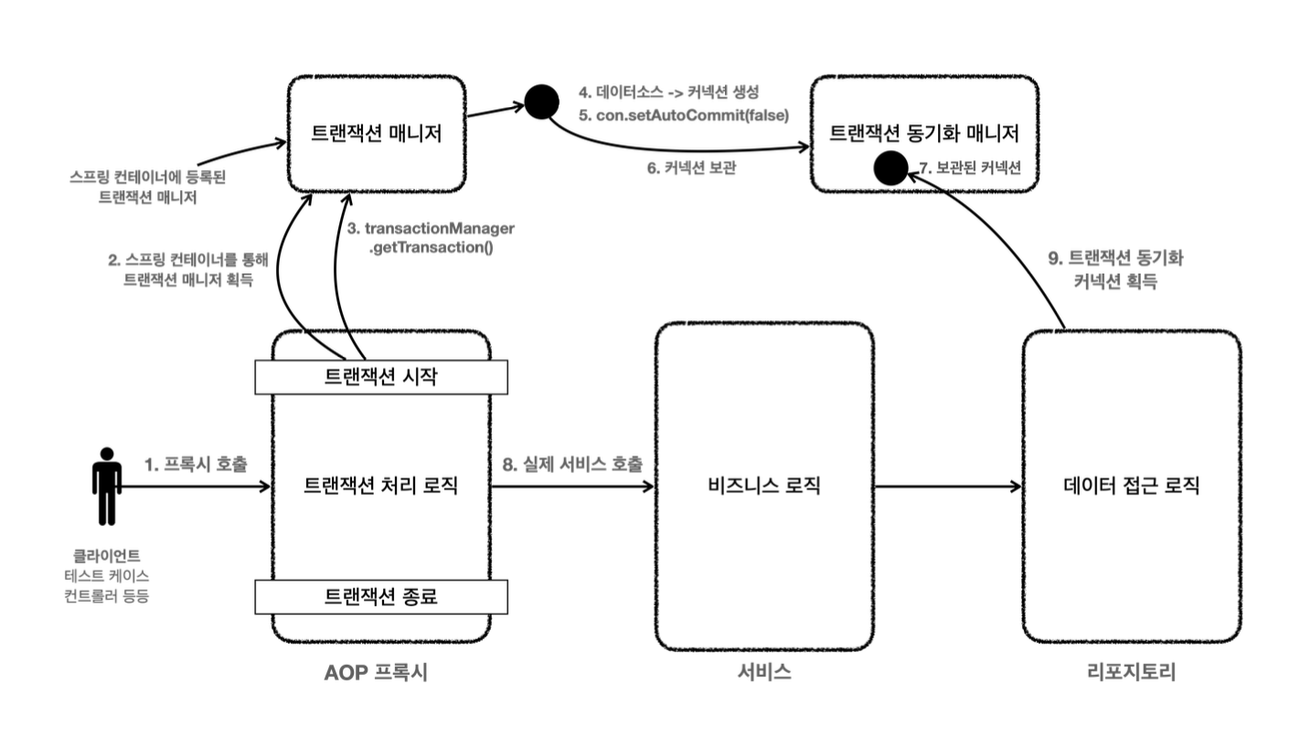 트랜잭션 매니저
4. 데이터소스 -> 커넥션 생성
5. con.setAutoCommit(false)
6. 커넥션 보관
트랜잭션 동기화 매니저
7. 보관된 커넥션
스프링 컨테이너에 등록된
트랜잭션 매니저
2. 스프링 컨테이너를 통해
트랜잭션 매니저 획득
3. transactionManager
.getTransaction()
9. 트랜잭션 동기화
커넥션 획득
트랜잭션 시작
1. 프록시 호출
트랜잭션 처리 로직
8. 실제 서비스 호출
비즈니스 로직
데이터 접근 로직
클라이언트
테스트 케이스
컨트롤러 등등
트랜잭션 종료
AOP 프록시
서비스
리포지토리